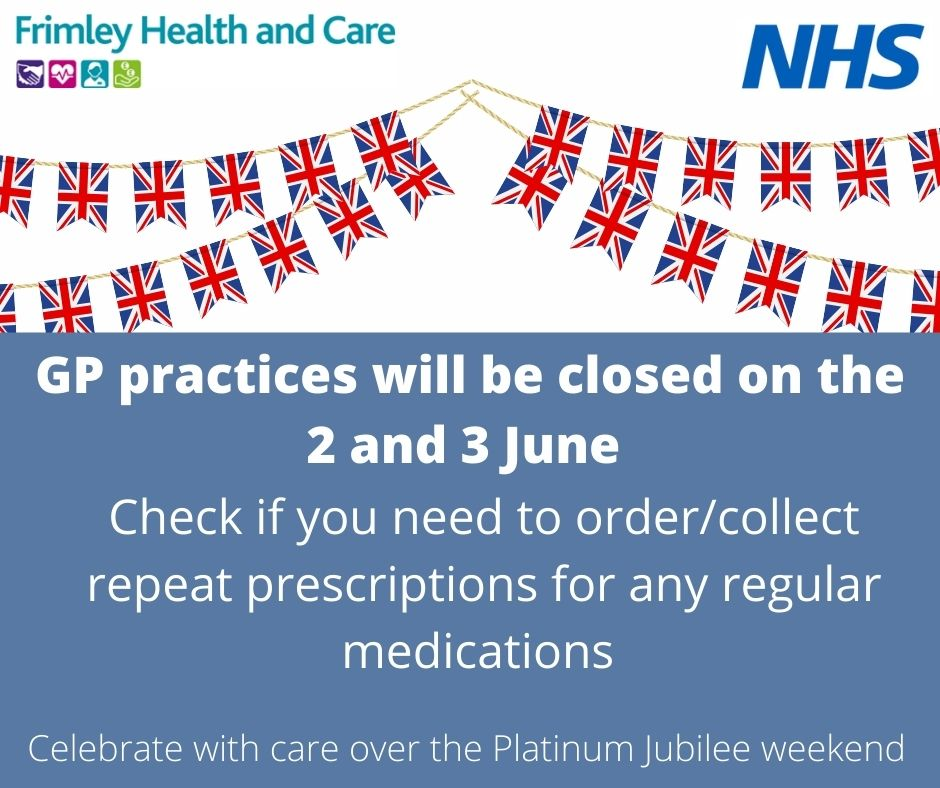 Frimley Health and Care
NHS
GP practices will be closed on the
2 and 3 June
Check if you need to order/collect
repeat prescriptions for any regular
medications
Celebrate with care over the Platinum Jubilee weekend